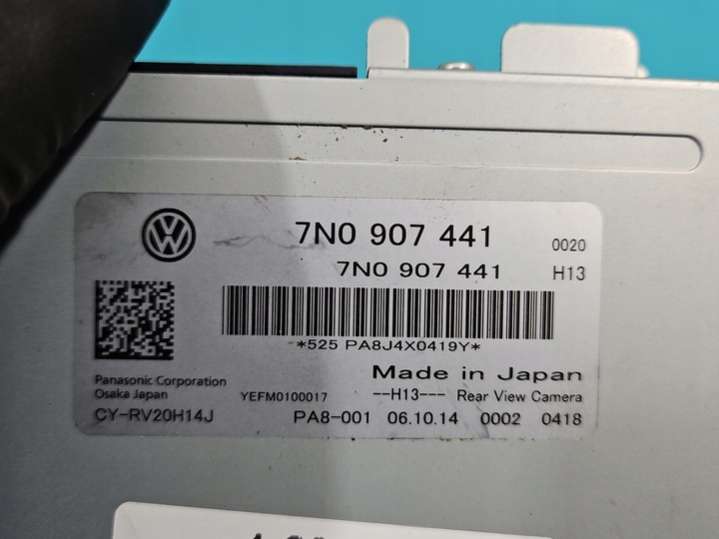 7N0 907 441 0020
7N0 907 441 H13
*525 PA8J4X0419Y*
Made in Japan
Panasonic Corporation
Osaka Japan YEFM0100017 --H13--- Rear View Camera
CY-RV20H14J PA8-001 06.10.14 0002 0418